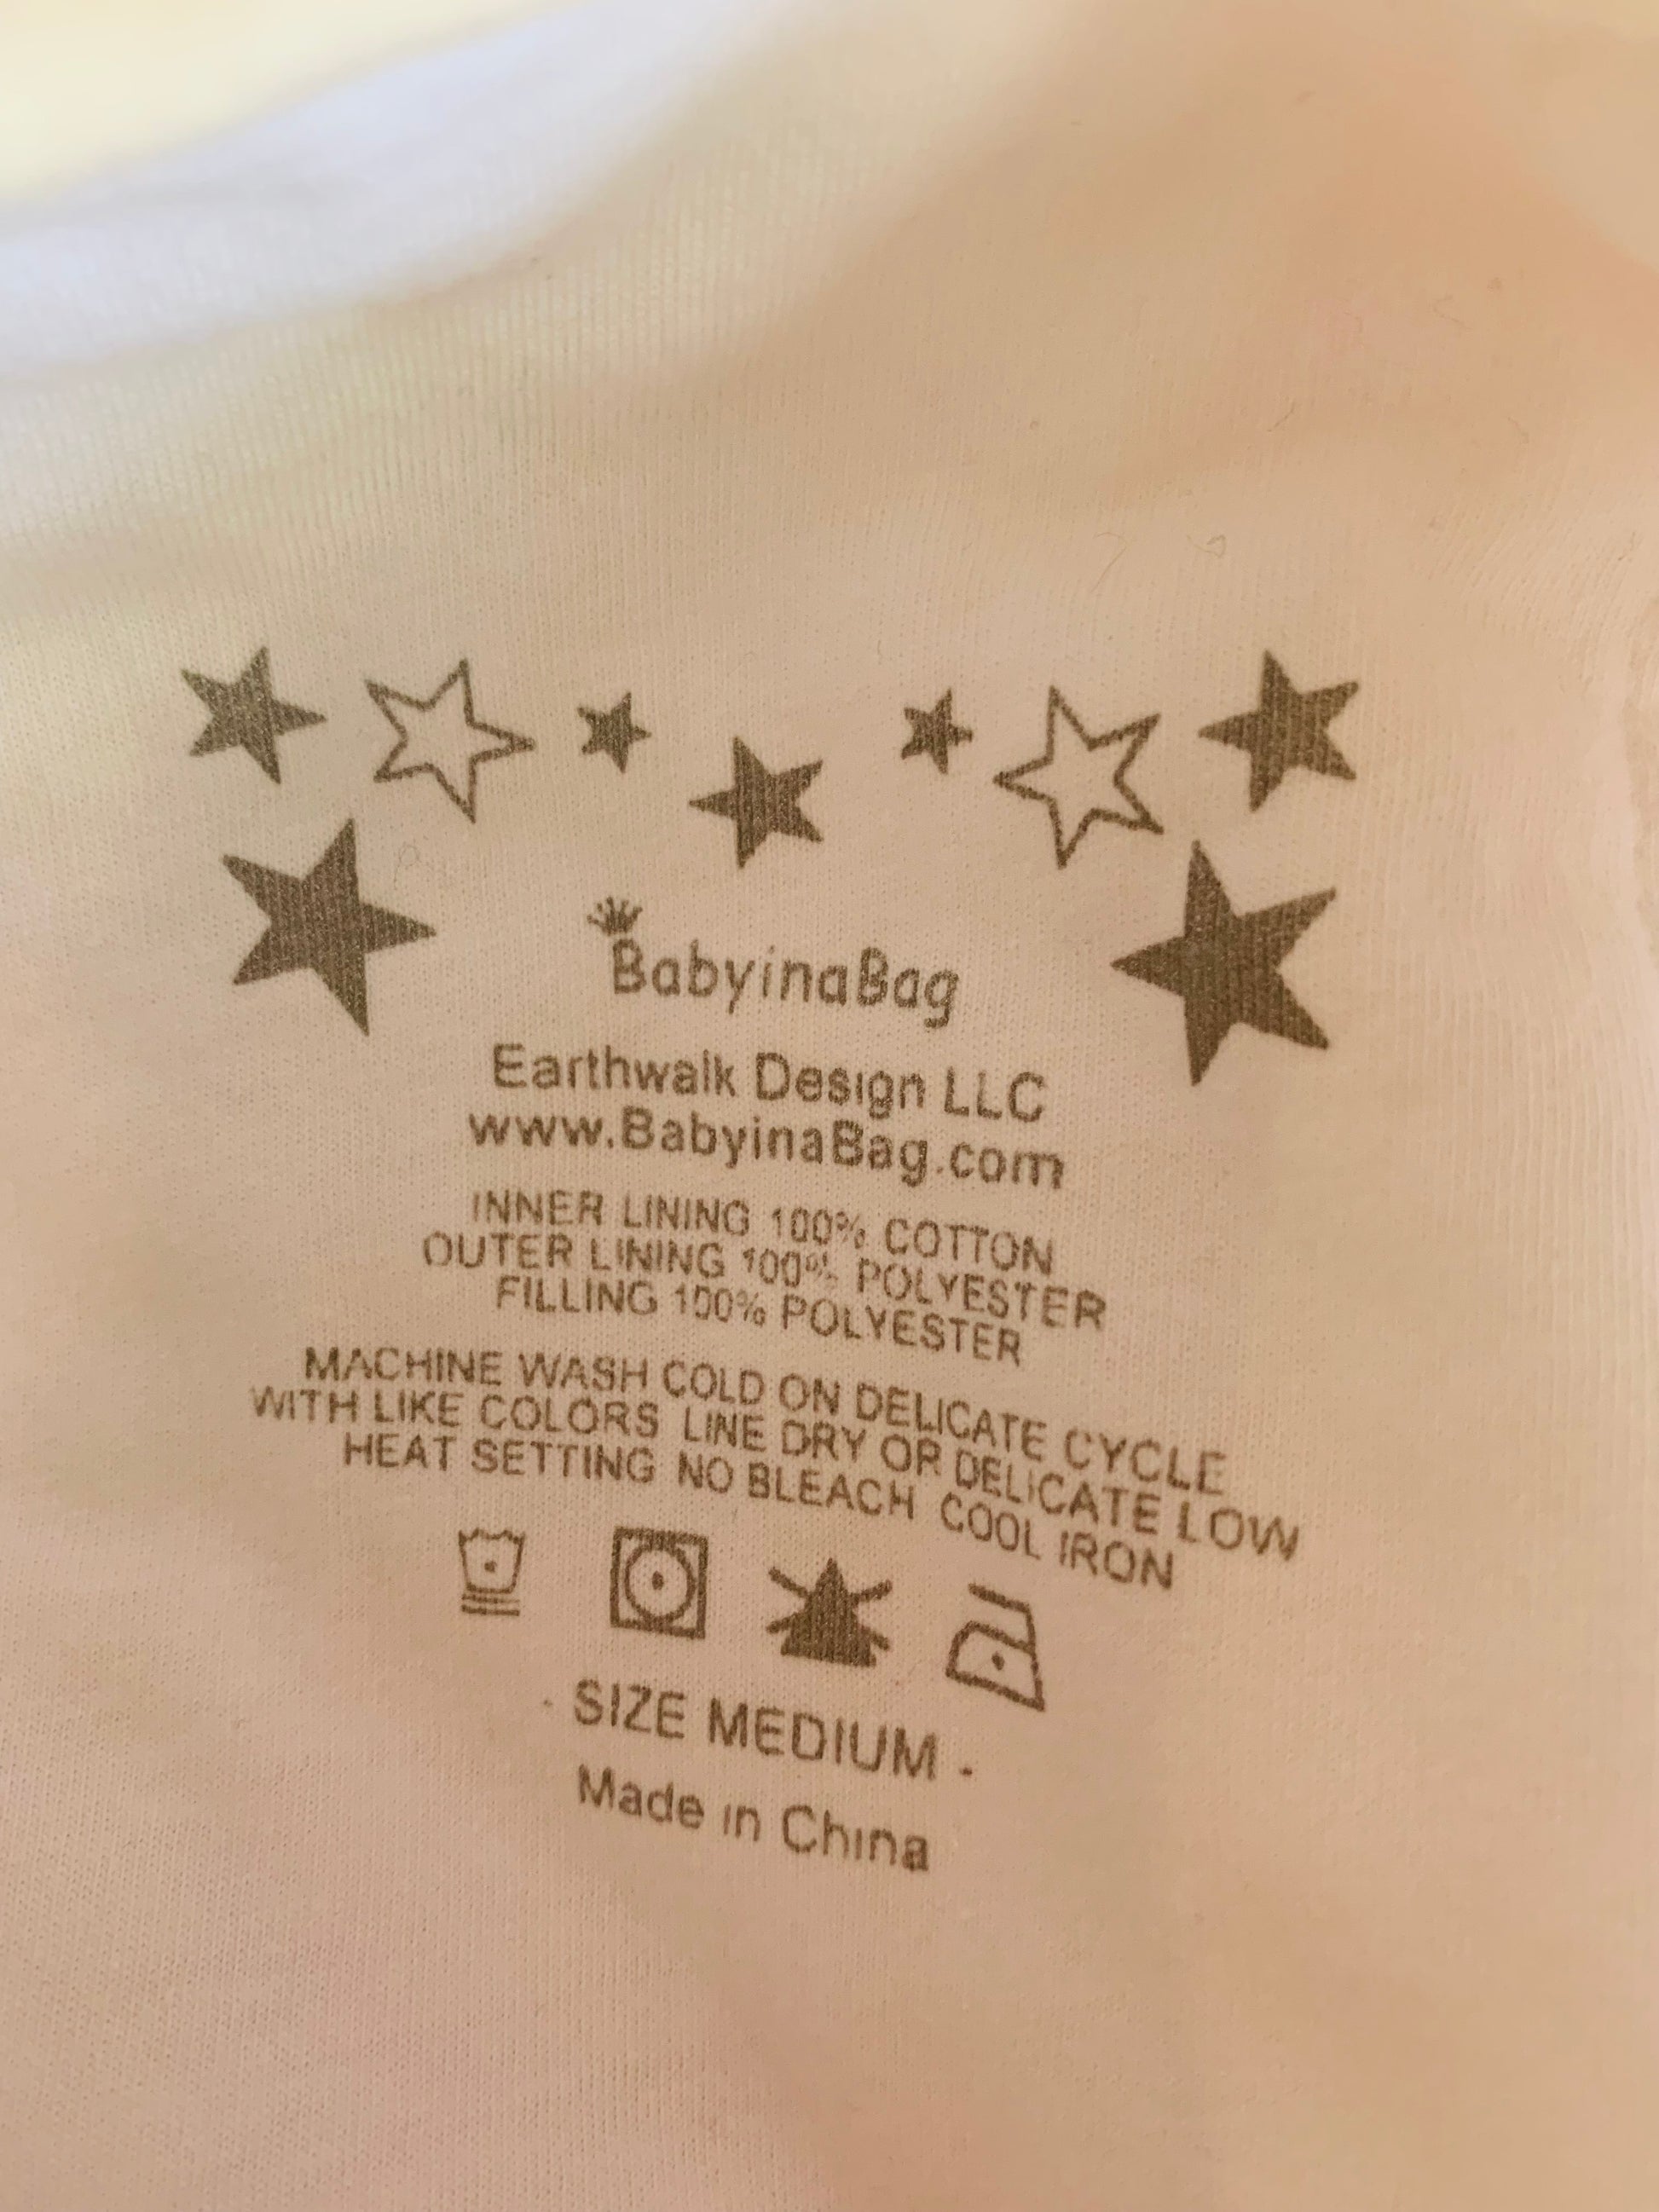 BabyinaBag
Earthwalk Design LLC
www.BabyinaBag.com
INNER LINING 100% COTTON
OUTER LINING 100% POLYESTER
FILLING 100% POLYESTER
MACHINE WASH COLD ON DELICATE CYCLE
WITH LIKE COLORS LINE DRY OR DELICATE LOW
HEAT SETTING NO BLEACH COOL IRON
- SIZE MEDIUM -
Made in China